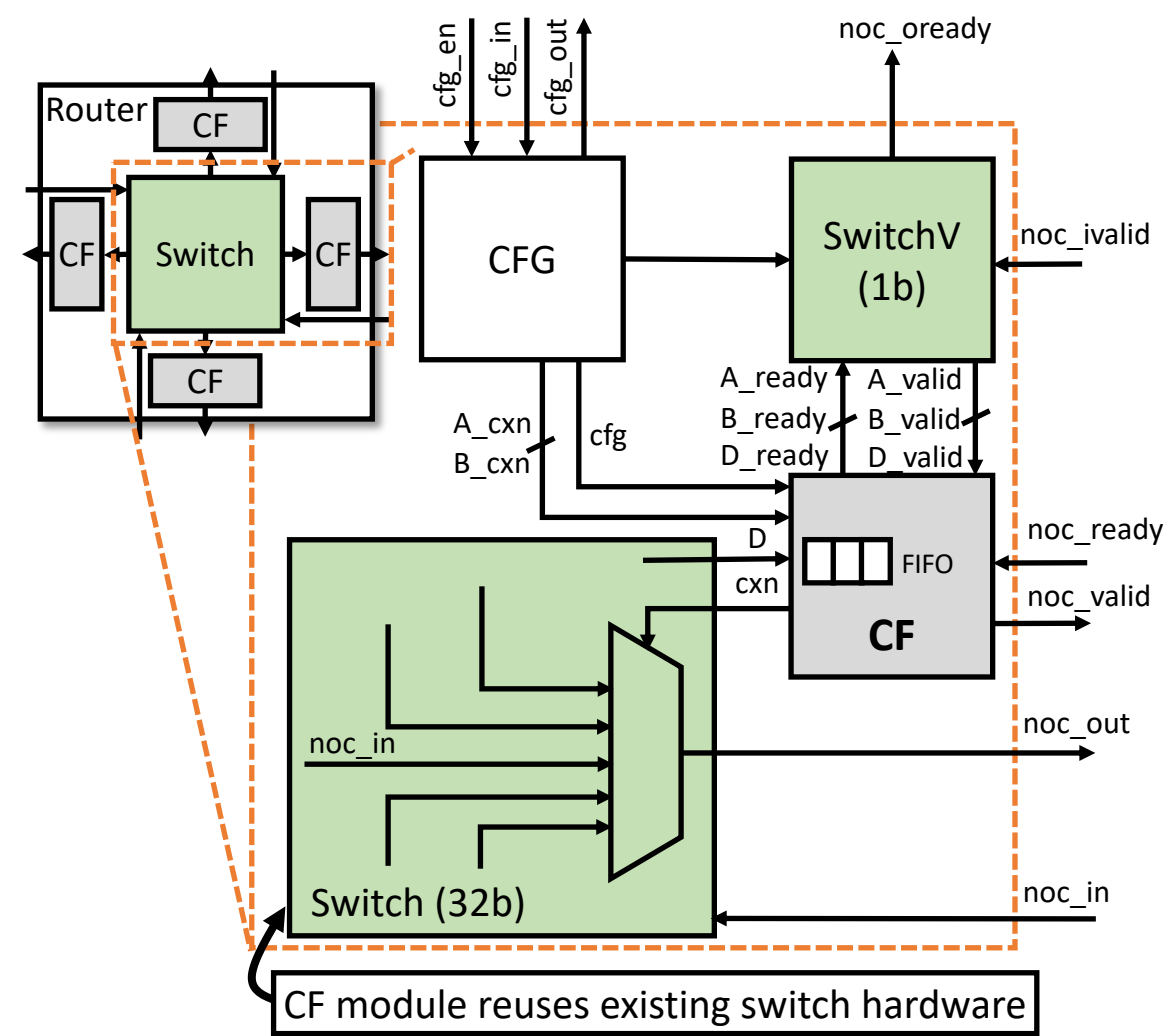 noc_oready
cfg_en
cfg_in
cfg_out
Router
CF
CF
Switch
CF
CF
CFG
SwitchV
(1b)
noc_ivalid
A_ready
B_ready
D_ready
A_valid
B_valid
D_valid
A_cxn
B_cxn
cfg
D
cxn
FIFO
CF
noc_ready
noc_valid
noc_in
noc_out
Switch (32b)
noc_in
CF module reuses existing switch hardware